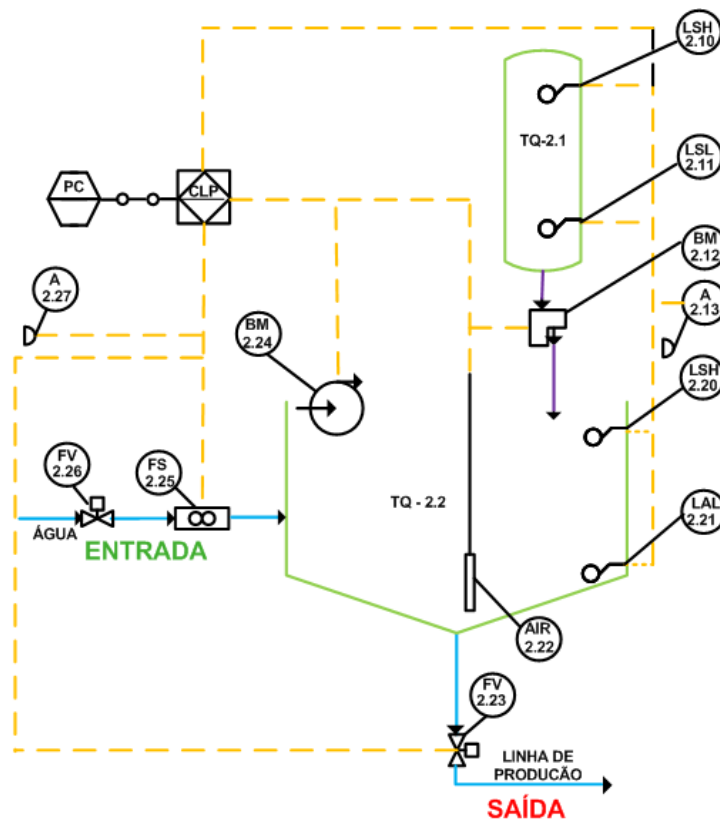 LSH
2.10
TQ-2.1
LSL
2.11
PC
CLP
BM
2.12
A
2.27
A
2.13
BM
2.24
LSH
2.20
FV
2.26
FS
2.25
TQ - 2.2
LAL
2.21
ÁGUA
ENTRADA
AIR
2.22
FV
2.23
LINHA DE
PRODUCÃO
SAÍDA